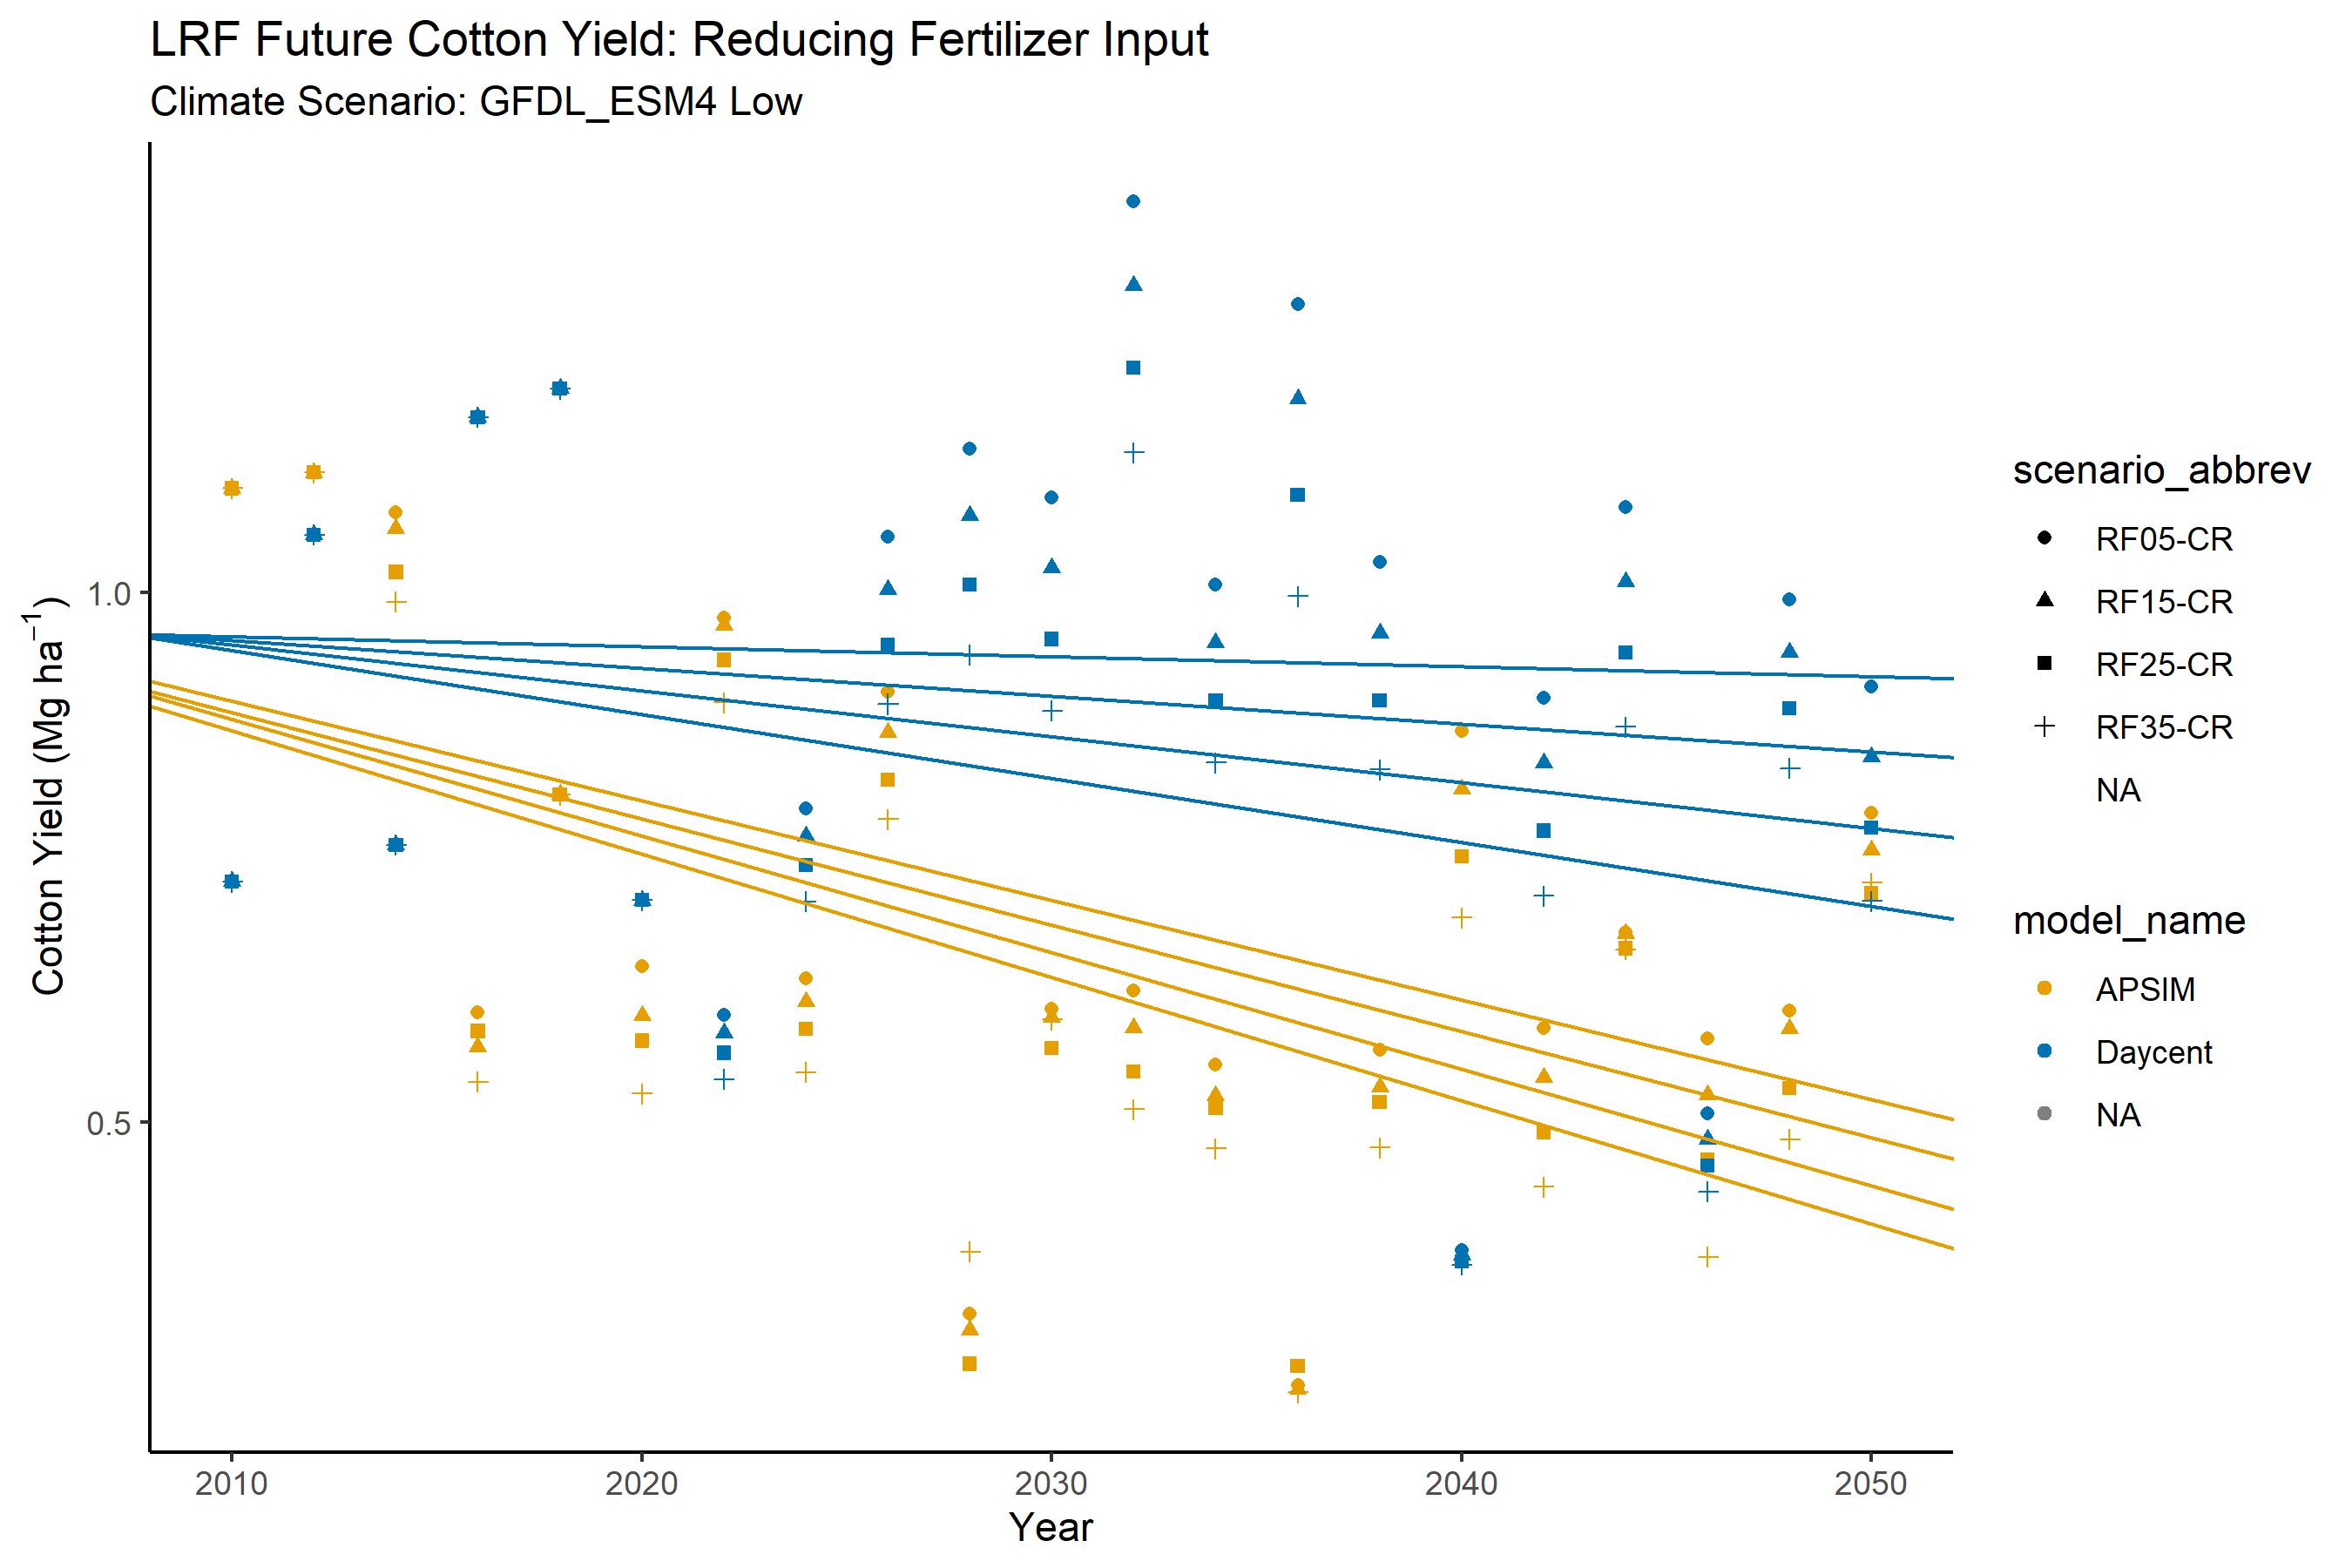 LRF Future Cotton Yield: Reducing Fertilizer Input
Climate Scenario: GFDL_ESM4 Low
Cotton Yield (Mg ha⁻¹)
1.0
0.5
2010
2020
2030
2040
2050
Year
scenario_abbrev
RF05-CR
RF15-CR
RF25-CR
RF35-CR
NA
model_name
APSIM
Daycent
NA